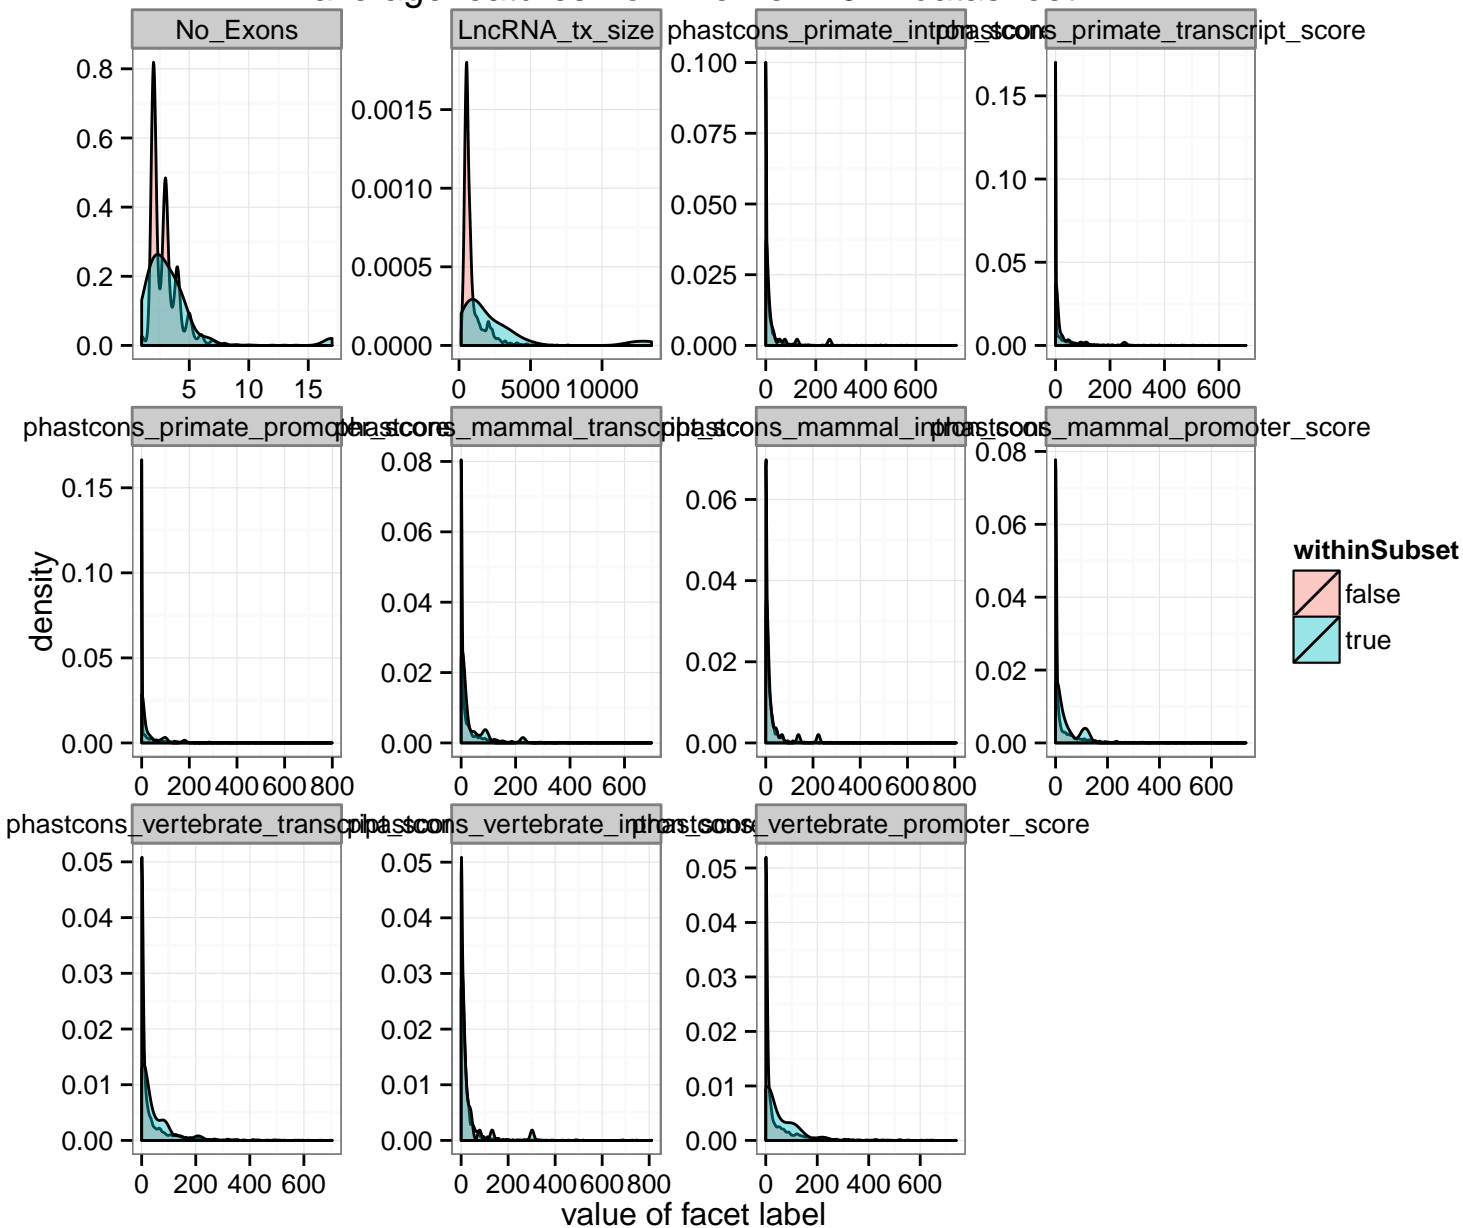 No_Exons
LncRNA_tx_size
phastcons_primate_intron_score
phastcons_primate_transcript_score
0.8
0.6
0.4
0.2
0.0
5 10 15
0.0015
0.0010
0.0005
0.0000
0 5000 10000
0.100
0.075
0.050
0.025
0.000
0 200 400 600
0.15
0.10
0.05
0.00
0 200 400 600
phastcons_primate_promoter_score
phastcons_mammal_transcript_score
phastcons_mammal_intron_score
phastcons_mammal_promoter_score
0.15
0.10
0.05
0.00
0 200 400 600 800
0.08
0.06
0.04
0.02
0.00
0 200 400 600
0.06
0.04
0.02
0.00
0 200 400 600 800
0.08
0.06
0.04
0.02
0.00
0 200 400 600
phastcons_vertebrate_transcript_score
phastcons_vertebrate_intron_score
phastcons_vertebrate_promoter_score
0.05
0.04
0.03
0.02
0.01
0.00
0 200 400 600
0.05
0.04
0.03
0.02
0.01
0.00
0 200 400 600 800
0.05
0.04
0.03
0.02
0.01
0.00
0 200 400 600
density
value of facet label
withinSubset
false
true